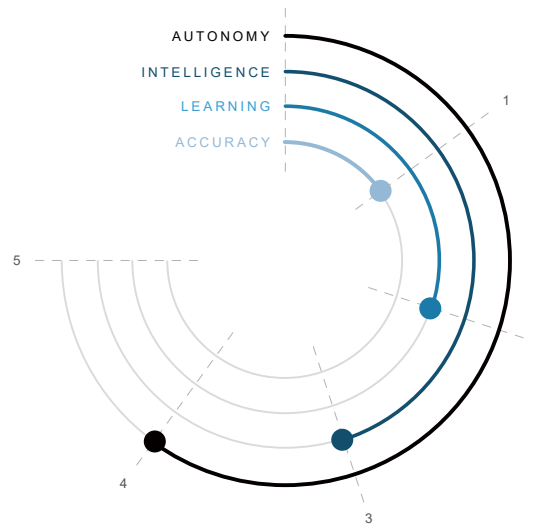 AUTONOMY
INTELLIGENCE
LEARNING
ACCURACY
1
5
4
3